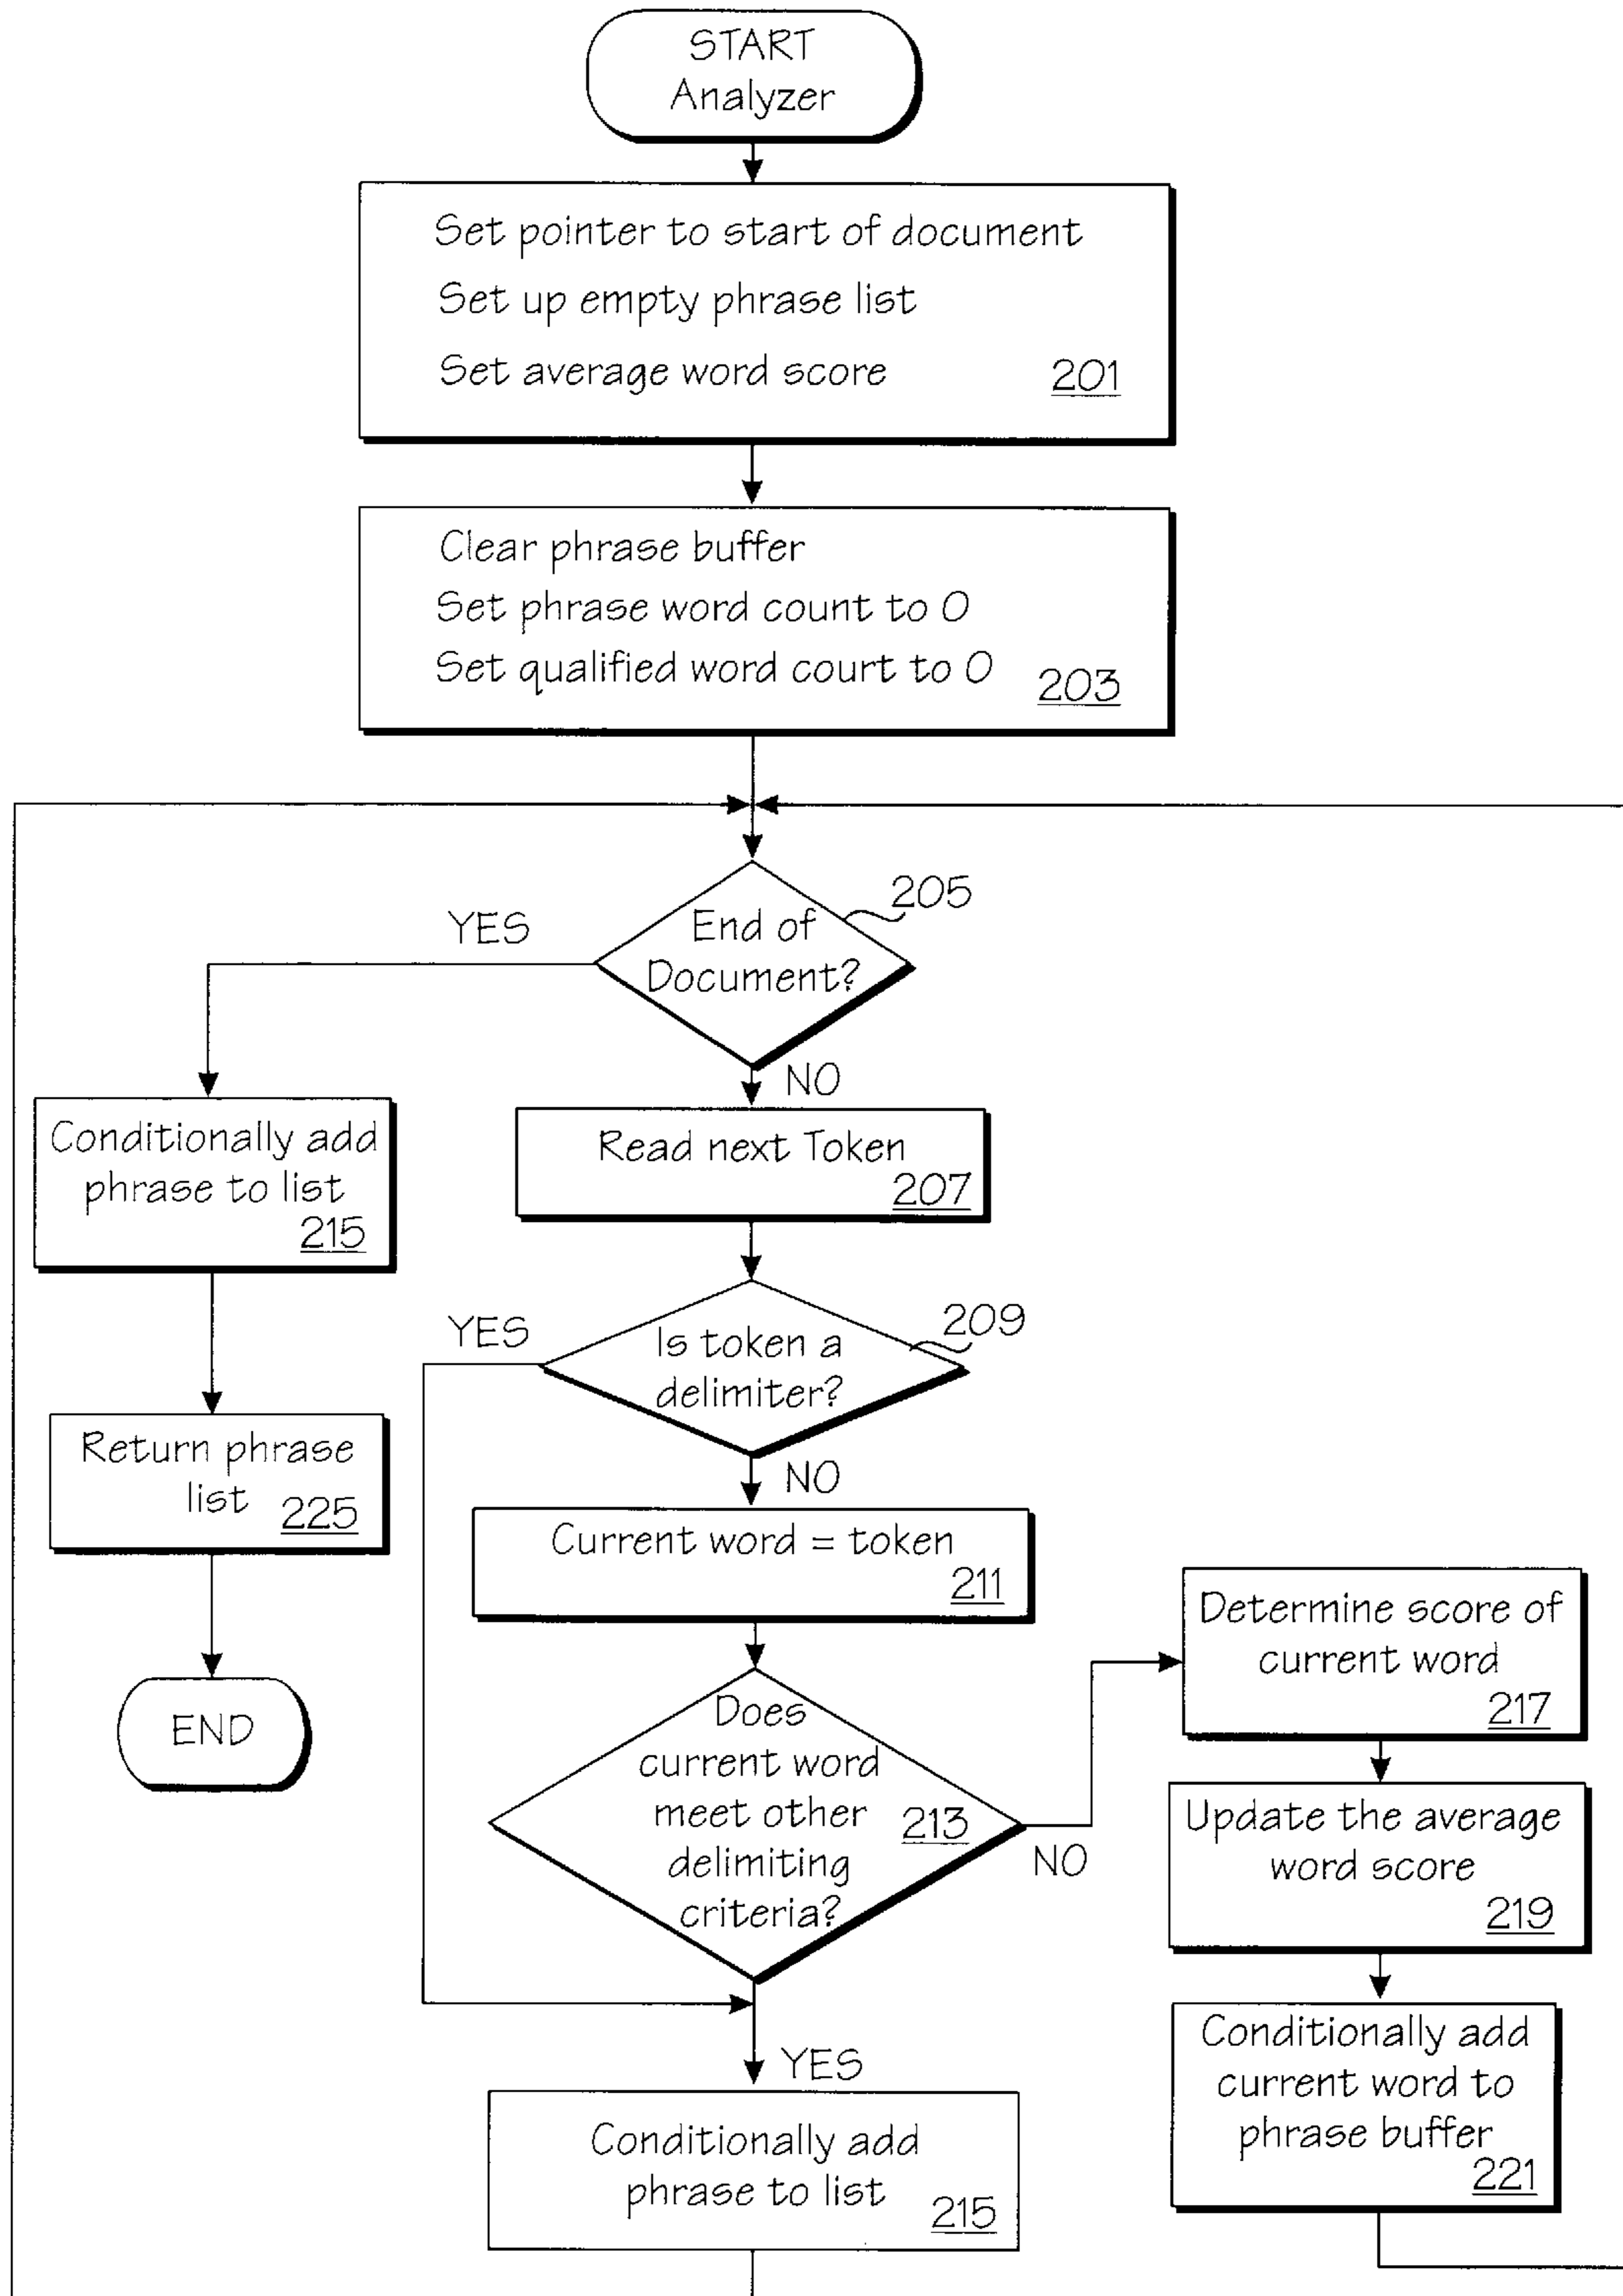 START
Analyzer
Set pointer to start of document
Set up empty phrase list
Set average word score
201
Clear phrase buffer
Set phrase word count to 0
Set qualified word court to 0
203
205
YES
End of
Document?
NO
Conditionally add
phrase to list
215
Read next Token
207
YES
209
Is token a
delimiter?
NO
Return phrase
list
225
Current word = token
211
END
Does
current word
meet other
delimiting
criteria?
213
NO
Determine score of
current word
217
Update the average
word score
219
YES
Conditionally add
phrase to list
215
Conditionally add
current word to
phrase buffer
221